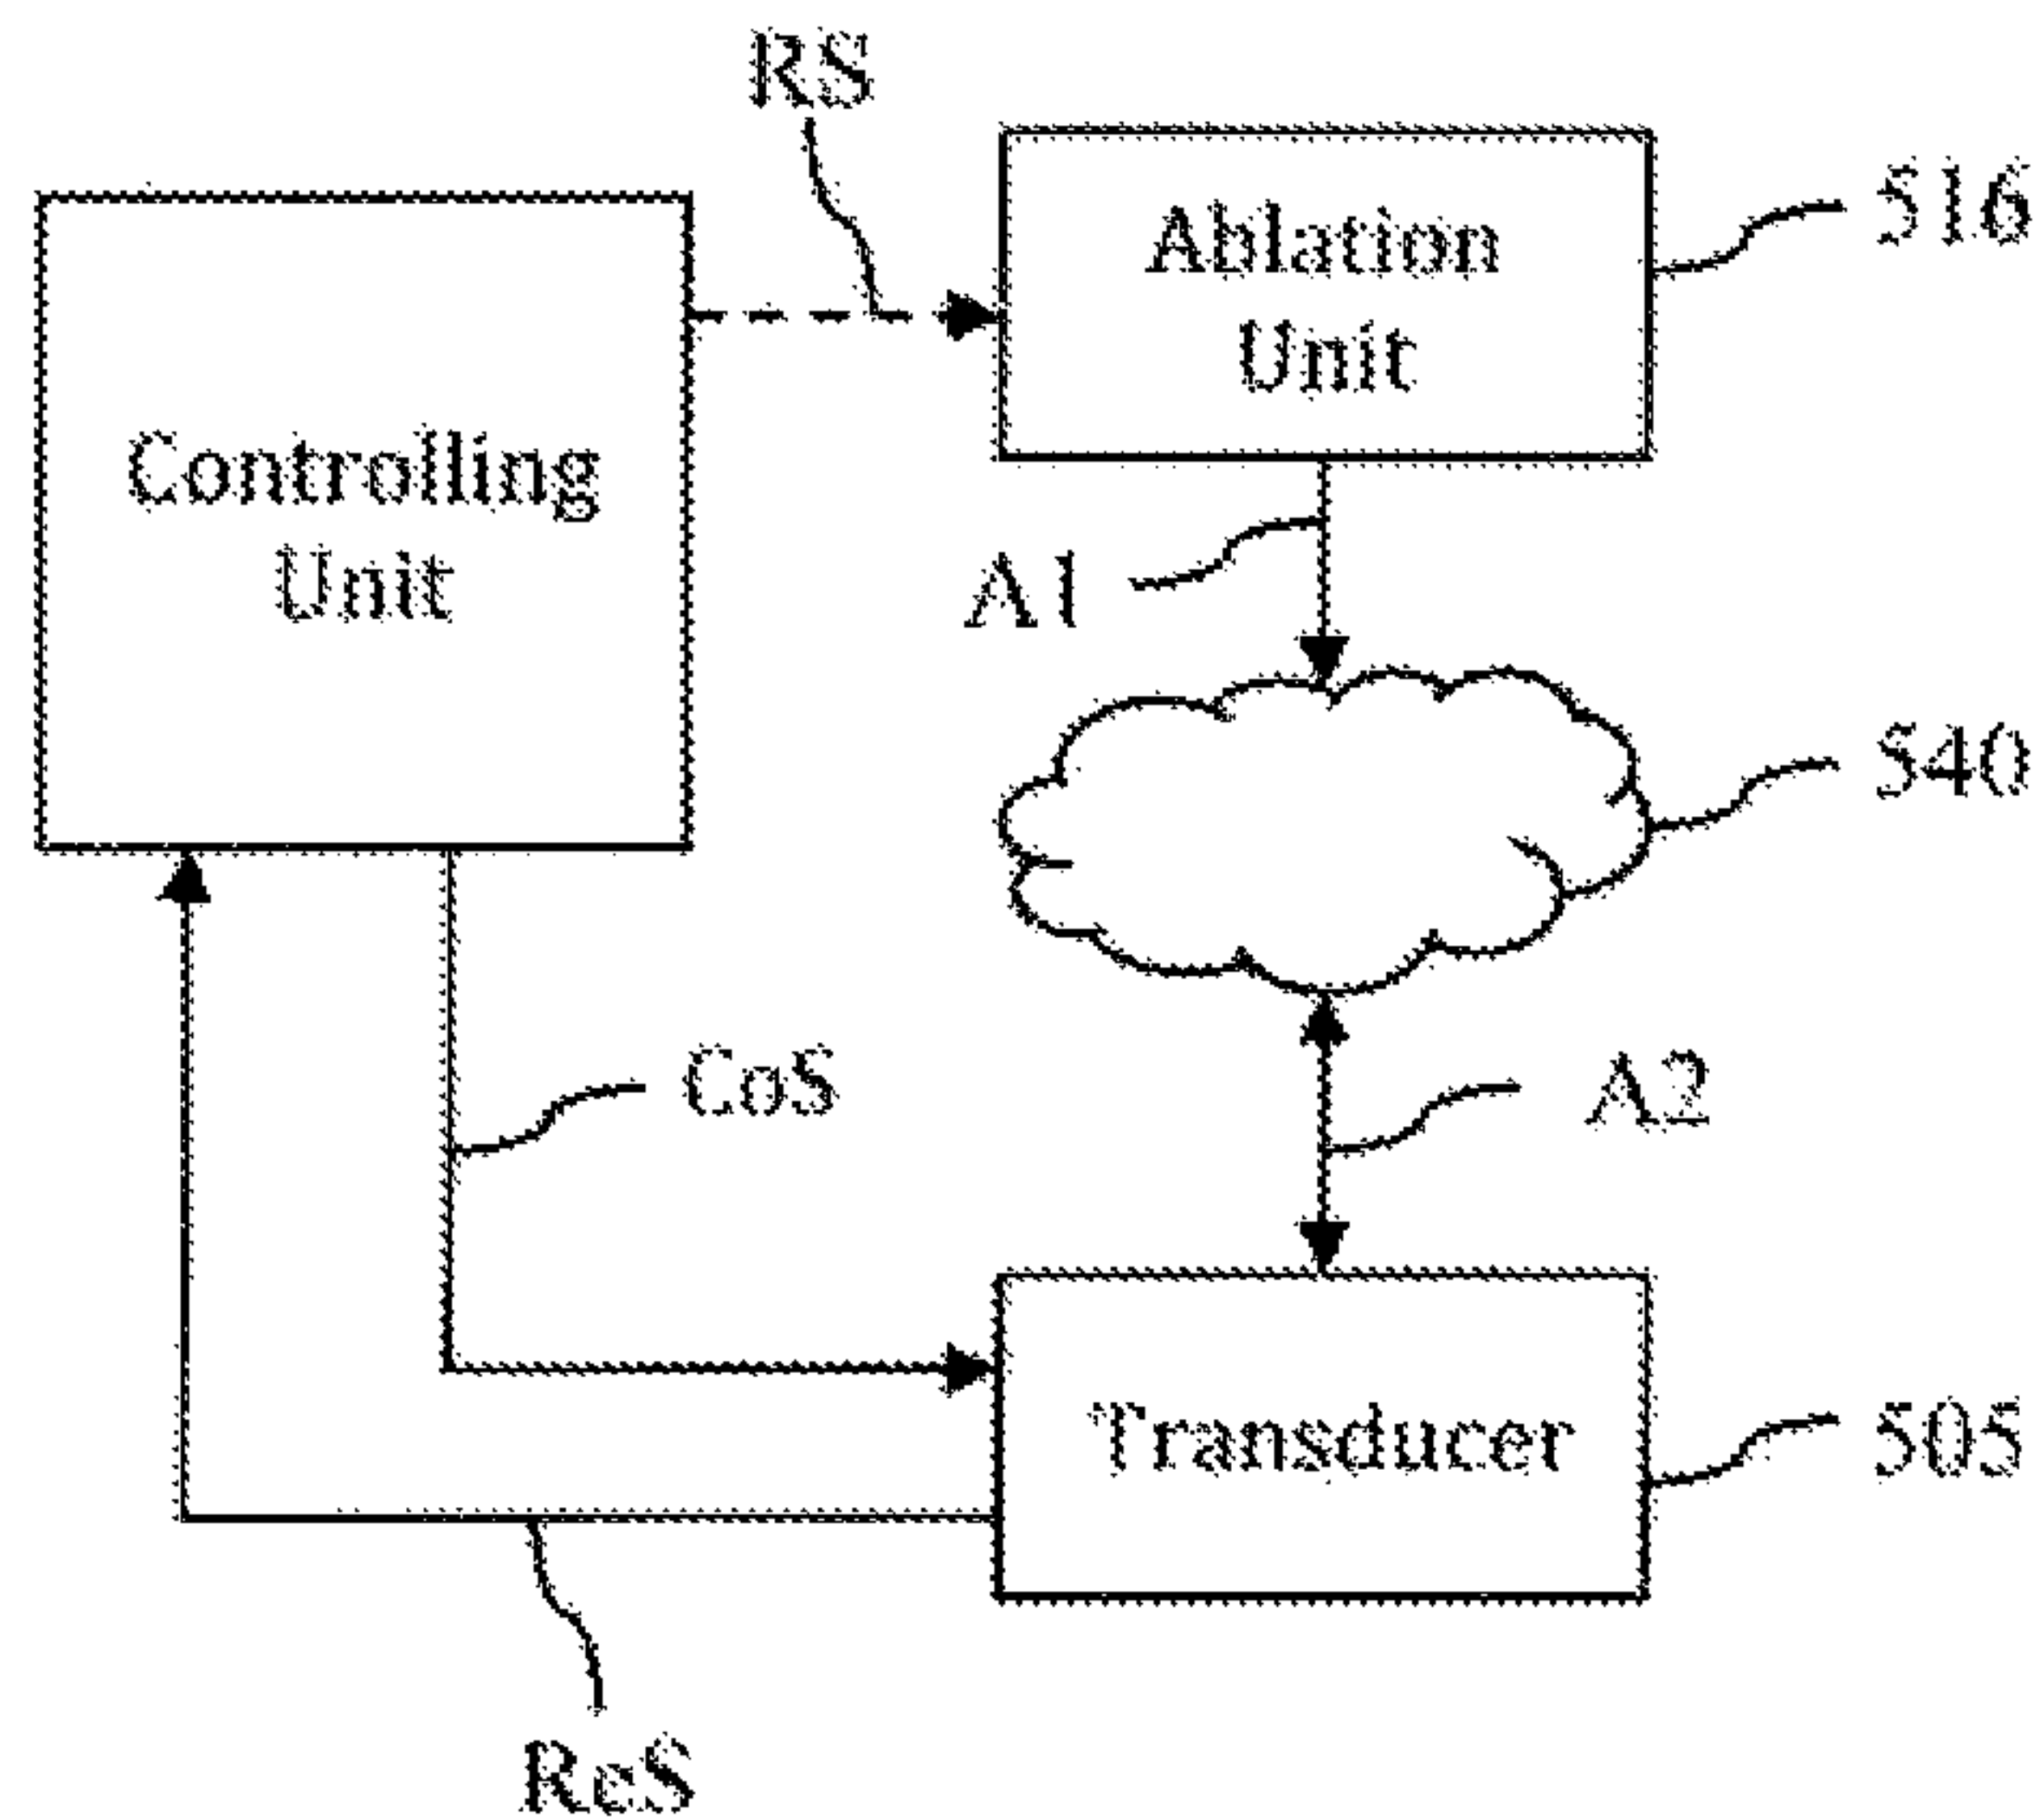 RS
Ablation
Unit
516
Controlling
Unit
A1
540
CoS
A2
Transducer
505
ReS